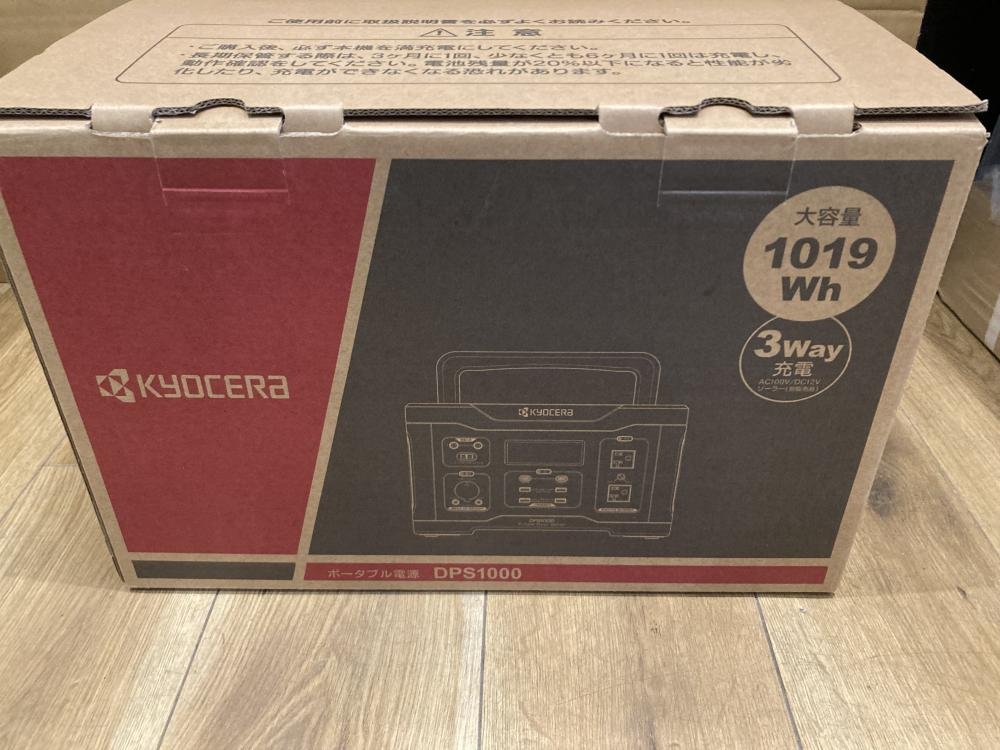 ご使用前に取扱説明書を必ずよくお読みください。
⚠注意
・ご購入後、必ず本機を満充電にしてください。
・長期保管する際は、3ヶ月に1回、少なくとも6ヶ月に1回は充電し、
動作確認をしてください。電池残量が20%以下になると性能が劣
化したり、充電ができなくなる恐れがあります。
大容量
1019
Wh
3Way
充電
AC100V/DC12V
KYOCERA
KYOCERA
DPS1000
ポータブル電源 DPS1000